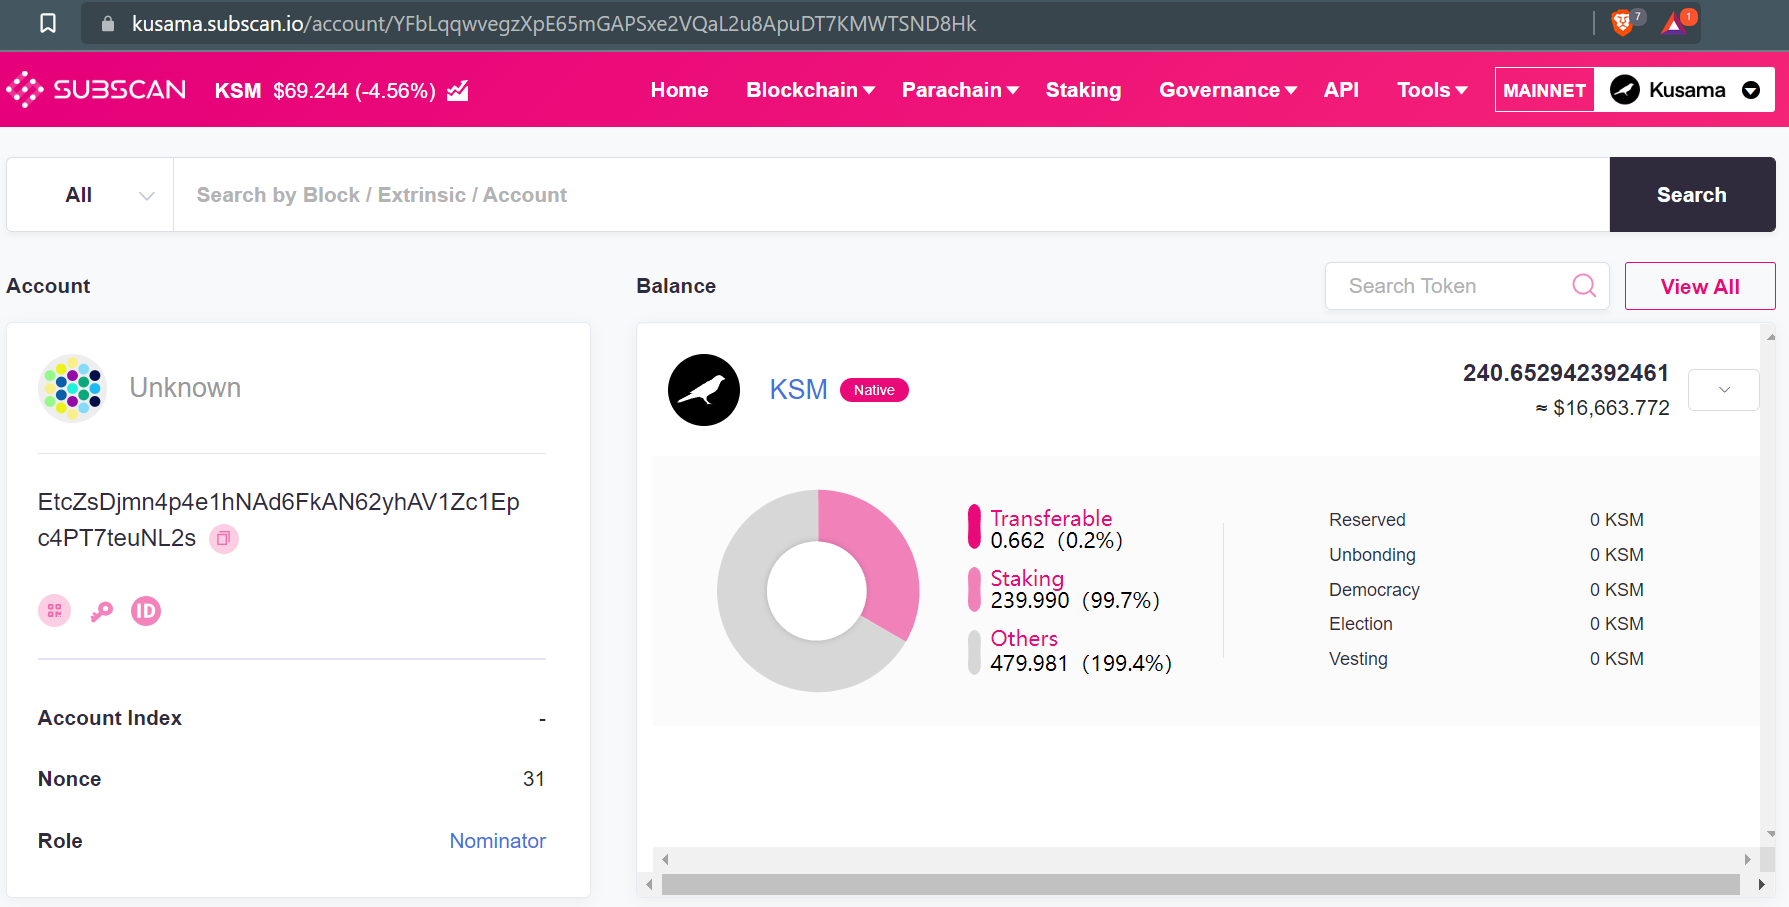 kusama.subscan.io/account/YFbLqqwvegzXpE65mGAPSxe2VQaL2u8ApuDT7KMWTSND8Hk
7
1
SUBSCAN
KSM $69.244 (-4.56%)
Home
Blockchain
Parachain
Staking
Governance
API
Tools
MAINNET
Kusama
All
Search by Block / Extrinsic / Account
Search
Account
Unknown
EtcZsDjmn4p4e1hNAd6FkAN62yhAV1Zc1Ep
c4PT7teuNL2s
ID
Account Index -
Nonce 31
Role Nominator
Balance
Search Token
View All
KSM Native
240.652942392461
≈ $16,663.772
Transferable
0.662 (0.2%)
Staking
239.990 (99.7%)
Others
479.981 (199.4%)
Reserved 0 KSM
Unbonding 0 KSM
Democracy 0 KSM
Election 0 KSM
Vesting 0 KSM